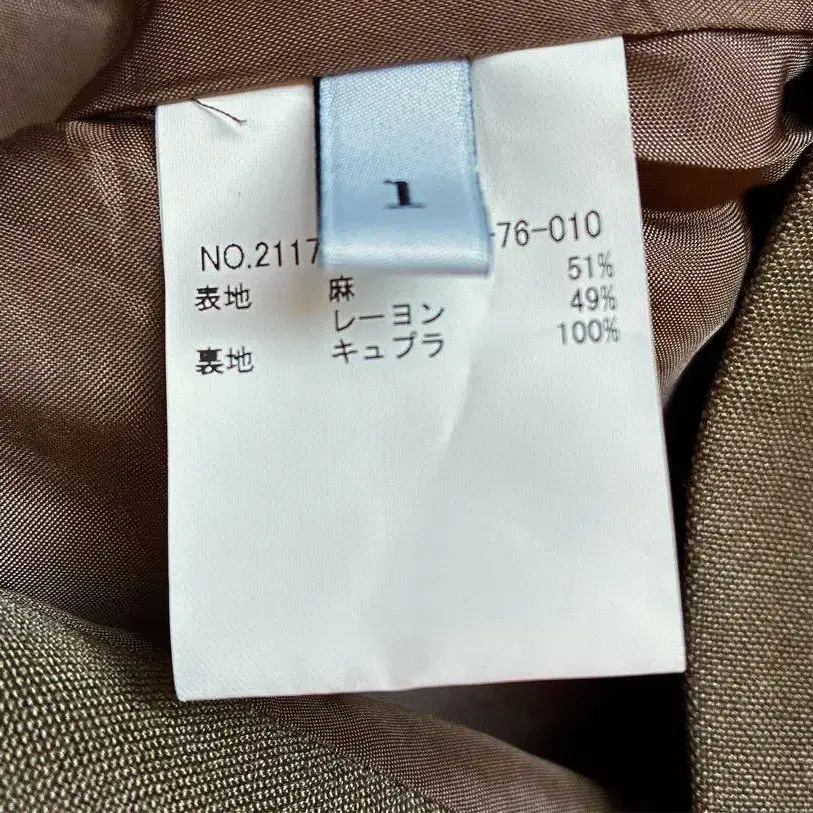 1
NO.2117 -76-010
表地 麻 51%
レーヨン 49%
裏地 キュプラ 100%